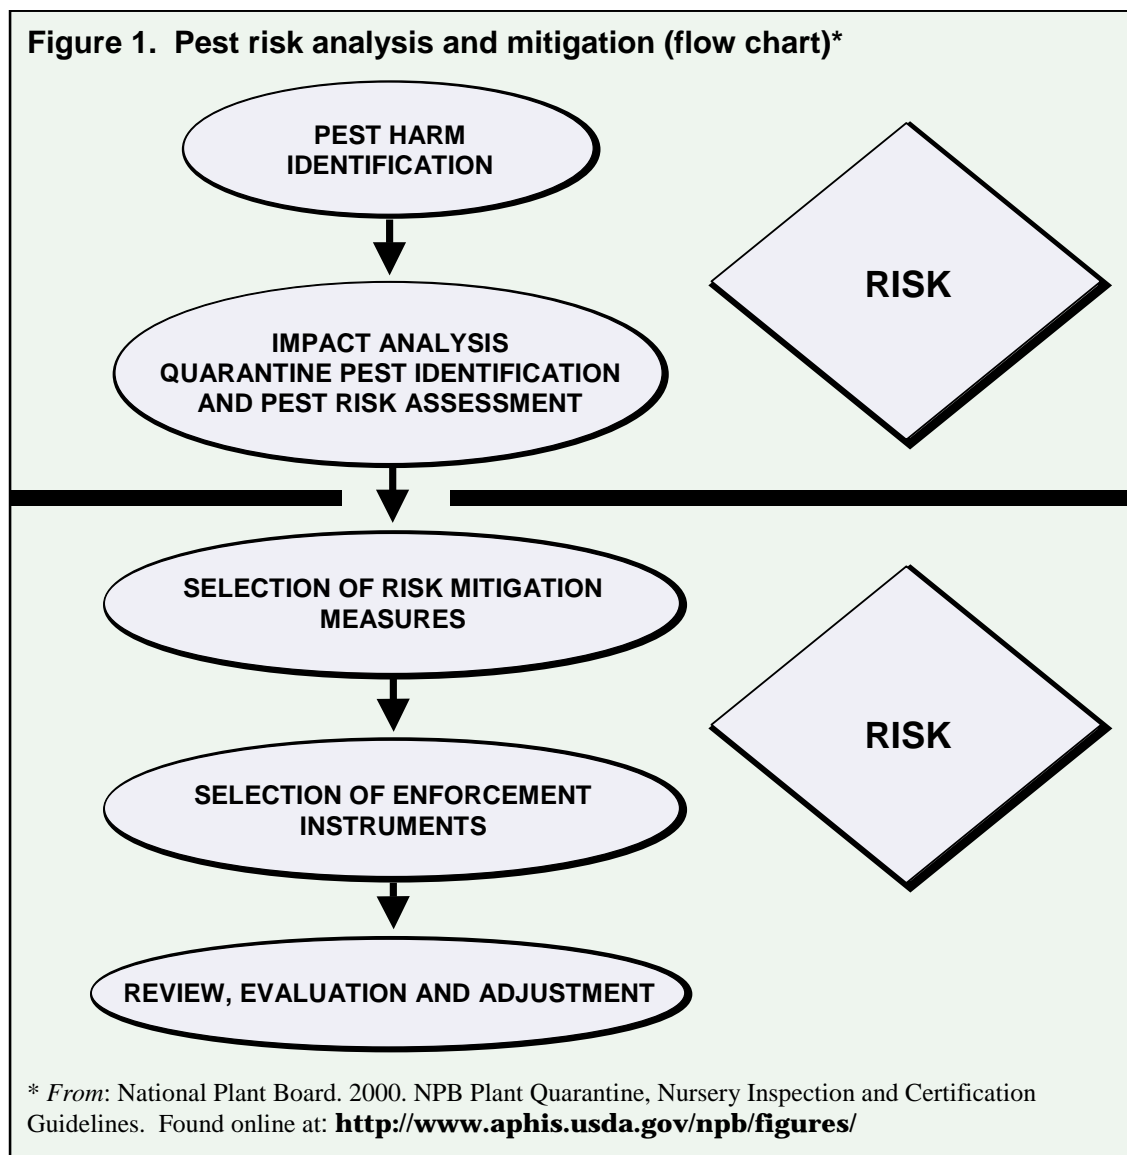 Figure 1.  Pest risk analysis and mitigation (flow chart)*
PEST HARM
IDENTIFICATION
RISK
IMPACT ANALYSIS
QUARANTINE PEST IDENTIFICATION
AND PEST RISK ASSESSMENT
SELECTION OF RISK MITIGATION
MEASURES
RISK
SELECTION OF ENFORCEMENT
INSTRUMENTS
REVIEW, EVALUATION AND ADJUSTMENT
* From: National Plant Board. 2000. NPB Plant Quarantine, Nursery Inspection and Certification
Guidelines.  Found online at: http://www.aphis.usda.gov/npb/figures/